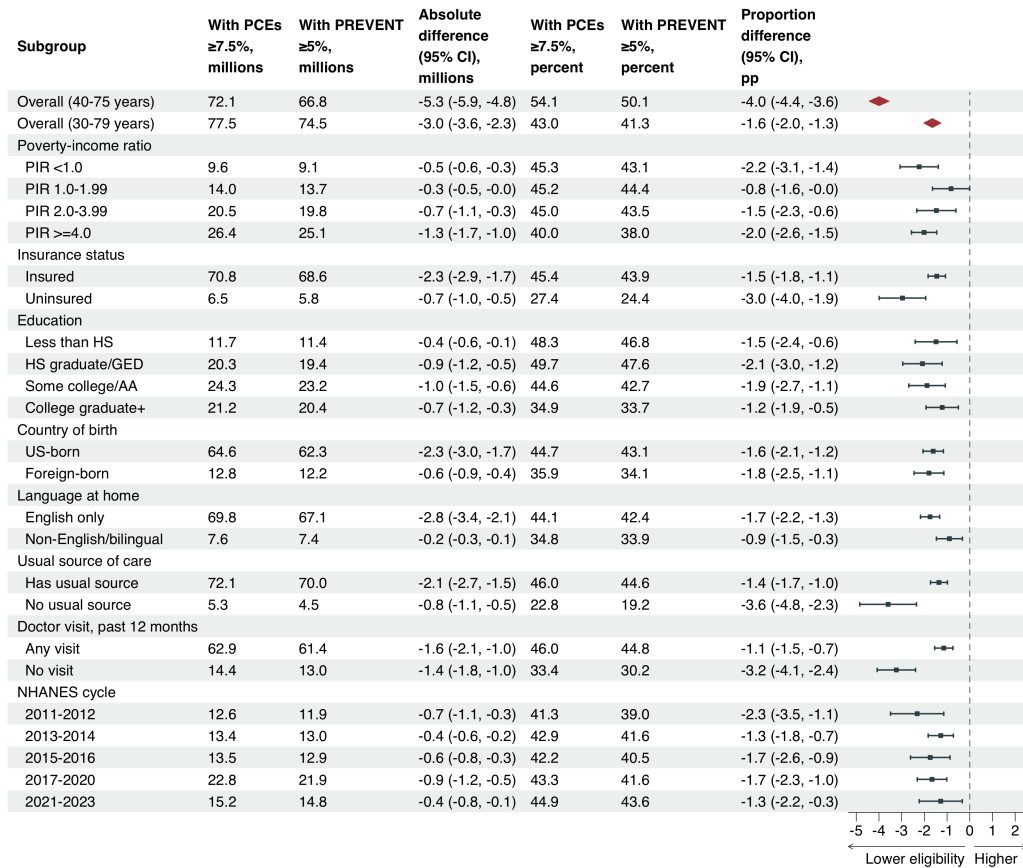 Subgroup With PCEs ≥7.5%, millions With PREVENT ≥5%, millions Absolute difference (95% CI), millions With PCEs ≥7.5%, percent With PREVENT ≥5%, percent Proportion difference (95% CI), pp
Overall (40-75 years) 72.1 66.8 -5.3 (-5.9, -4.8) 54.1 50.1 -4.0 (-4.4, -3.6)
Overall (30-79 years) 77.5 74.5 -3.0 (-3.6, -2.3) 43.0 41.3 -1.6 (-2.0, -1.3)
Poverty-income ratio
PIR <1.0 9.6 9.1 -0.5 (-0.6, -0.3) 45.3 43.1 -2.2 (-3.1, -1.4)
PIR 1.0-1.99 14.0 13.7 -0.3 (-0.5, -0.0) 45.2 44.4 -0.8 (-1.6, -0.0)
PIR 2.0-3.99 20.5 19.8 -0.7 (-1.1, -0.3) 45.0 43.5 -1.5 (-2.3, -0.6)
PIR >=4.0 26.4 25.1 -1.3 (-1.7, -1.0) 40.0 38.0 -2.0 (-2.6, -1.5)
Insurance status
Insured 70.8 68.6 -2.3 (-2.9, -1.7) 45.4 43.9 -1.5 (-1.8, -1.1)
Uninsured 6.5 5.8 -0.7 (-1.0, -0.5) 27.4 24.4 -3.0 (-4.0, -1.9)
Education
Less than HS 11.7 11.4 -0.4 (-0.6, -0.1) 48.3 46.8 -1.5 (-2.4, -0.6)
HS graduate/GED 20.3 19.4 -0.9 (-1.2, -0.5) 49.7 47.6 -2.1 (-3.0, -1.2)
Some college/AA 24.3 23.2 -1.0 (-1.5, -0.6) 44.6 42.7 -1.9 (-2.7, -1.1)
College graduate+ 21.2 20.4 -0.7 (-1.2, -0.3) 34.9 33.7 -1.2 (-1.9, -0.5)
Country of birth
US-born 64.6 62.3 -2.3 (-3.0, -1.7) 44.7 43.1 -1.6 (-2.1, -1.2)
Foreign-born 12.8 12.2 -0.6 (-0.9, -0.4) 35.9 34.1 -1.8 (-2.5, -1.1)
Language at home
English only 69.8 67.1 -2.8 (-3.4, -2.1) 44.1 42.4 -1.7 (-2.2, -1.3)
Non-English/bilingual 7.6 7.4 -0.2 (-0.3, -0.1) 34.8 33.9 -0.9 (-1.5, -0.3)
Usual source of care
Has usual source 72.1 70.0 -2.1 (-2.7, -1.5) 46.0 44.6 -1.4 (-1.7, -1.0)
No usual source 5.3 4.5 -0.8 (-1.1, -0.5) 22.8 19.2 -3.6 (-4.8, -2.3)
Doctor visit, past 12 months
Any visit 62.9 61.4 -1.6 (-2.1, -1.0) 46.0 44.8 -1.1 (-1.5, -0.7)
No visit 14.4 13.0 -1.4 (-1.8, -1.0) 33.4 30.2 -3.2 (-4.1, -2.4)
NHANES cycle
2011-2012 12.6 11.9 -0.7 (-1.1, -0.3) 41.3 39.0 -2.3 (-3.5, -1.1)
2013-2014 13.4 13.0 -0.4 (-0.6, -0.2) 42.9 41.6 -1.3 (-1.8, -0.7)
2015-2016 13.5 12.9 -0.6 (-0.8, -0.3) 42.2 40.5 -1.7 (-2.6, -0.9)
2017-2020 22.8 21.9 -0.9 (-1.2, -0.5) 43.3 41.6 -1.7 (-2.3, -1.0)
2021-2023 15.2 14.8 -0.4 (-0.8, -0.1) 44.9 43.6 -1.3 (-2.2, -0.3)
-5 -4 -3 -2 -1 0 1 2
Lower eligibility Higher